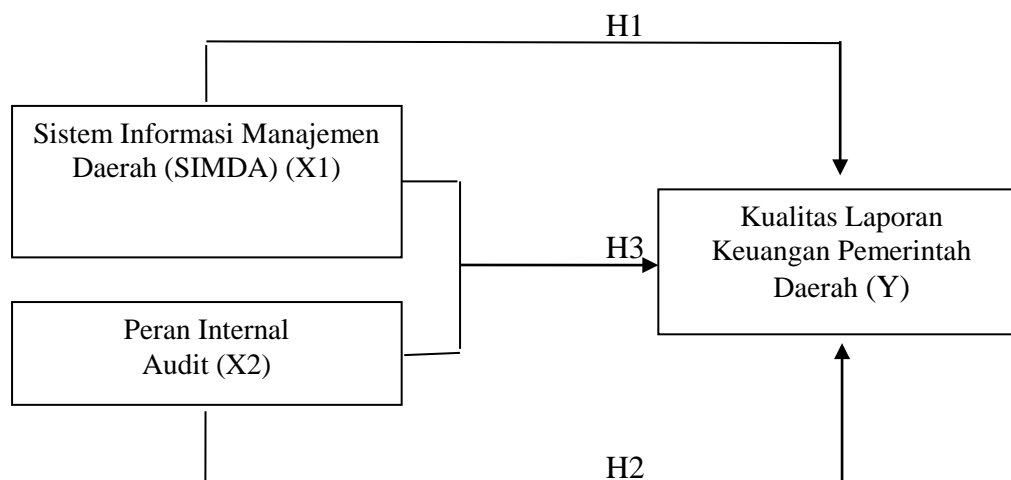 H1
Sistem Informasi Manajemen
Daerah (SIMDA) (X1)
Kualitas Laporan
Keuangan Pemerintah
Daerah (Y)
H3
Peran Internal
Audit (X2)
H2